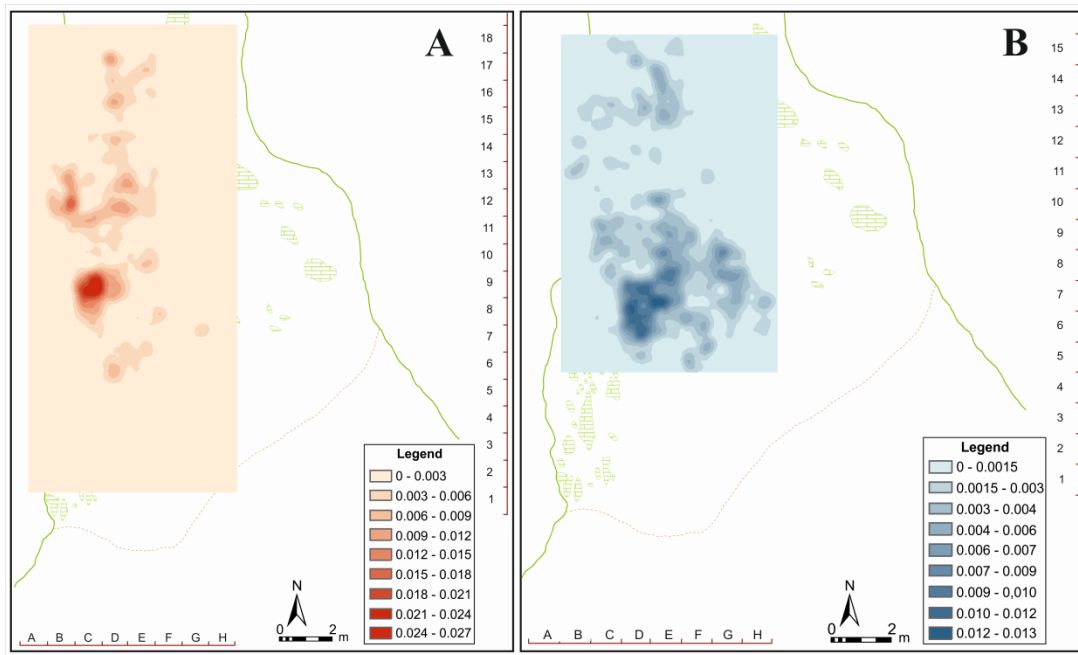 A
18
17
16
15
14
13
12
11
10
9
8
7
6
5
4
3
2
1
Legend
0 - 0.003
0.003 - 0.006
0.006 - 0.009
0.009 - 0.012
0.012 - 0.015
0.015 - 0.018
0.018 - 0.021
0.021 - 0.024
0.024 - 0.027
N
2 0 m
A B C D E F G H
B
15
14
13
12
11
10
9
8
7
6
5
4
3
2
1
Legend
0 - 0.0015
0.0015 - 0.003
0.003 - 0.004
0.004 - 0.006
0.006 - 0.007
0.007 - 0.009
0.009 - 0,010
0.010 - 0.012
0.012 - 0.013
N
2 0 m
A B C D E F G H